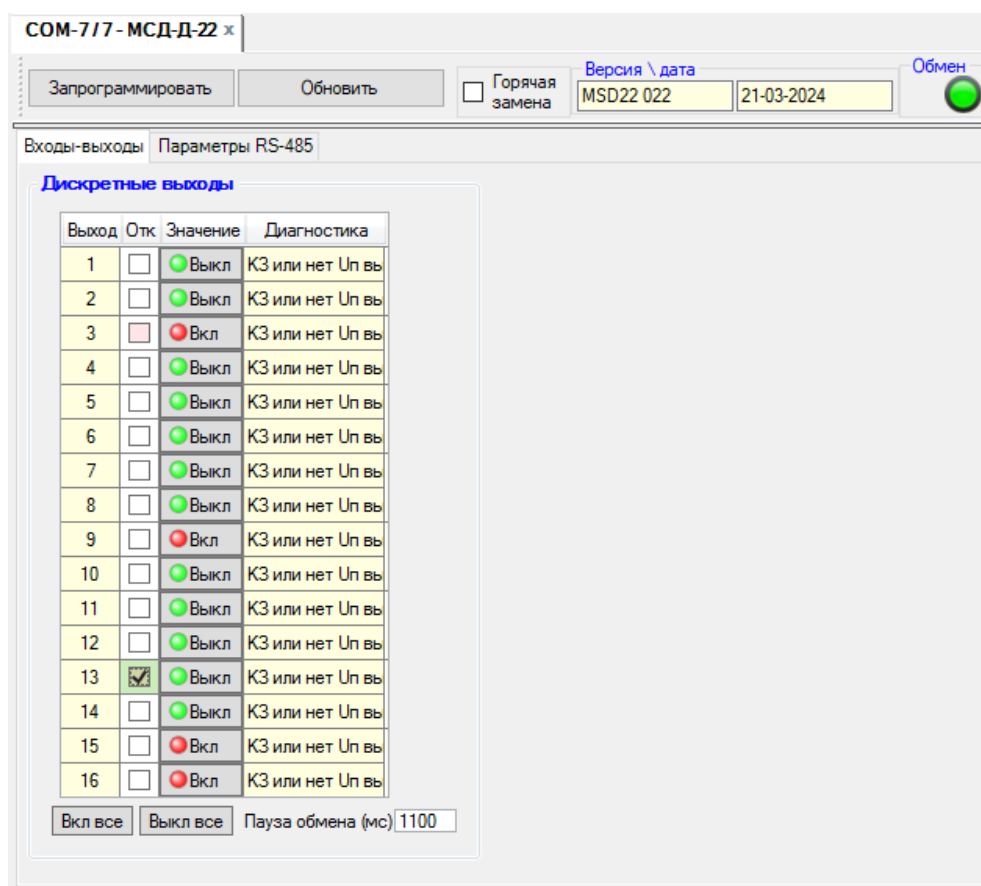 COM-7 / 7 - МСД-Д-22 x
Запрограммировать Обновить Горячая замена Версия \ дата MSD22 022 21-03-2024 Обмен
Входы-выходы Параметры RS-485
Дискретные выходы
Выход Отк Значение Диагностика
1 Выкл КЗ или нет Uп вы
2 Выкл КЗ или нет Uп вы
3 Вкл КЗ или нет Uп вы
4 Выкл КЗ или нет Uп вы
5 Выкл КЗ или нет Uп вы
6 Выкл КЗ или нет Uп вы
7 Выкл КЗ или нет Uп вы
8 Выкл КЗ или нет Uп вы
9 Вкл КЗ или нет Uп вы
10 Выкл КЗ или нет Uп вы
11 Выкл КЗ или нет Uп вы
12 Выкл КЗ или нет Uп вы
13 Выкл КЗ или нет Uп вы
14 Выкл КЗ или нет Uп вы
15 Вкл КЗ или нет Uп вы
16 Вкл КЗ или нет Uп вы
Вкл все Выкл все Пауза обмена (мс) 1100